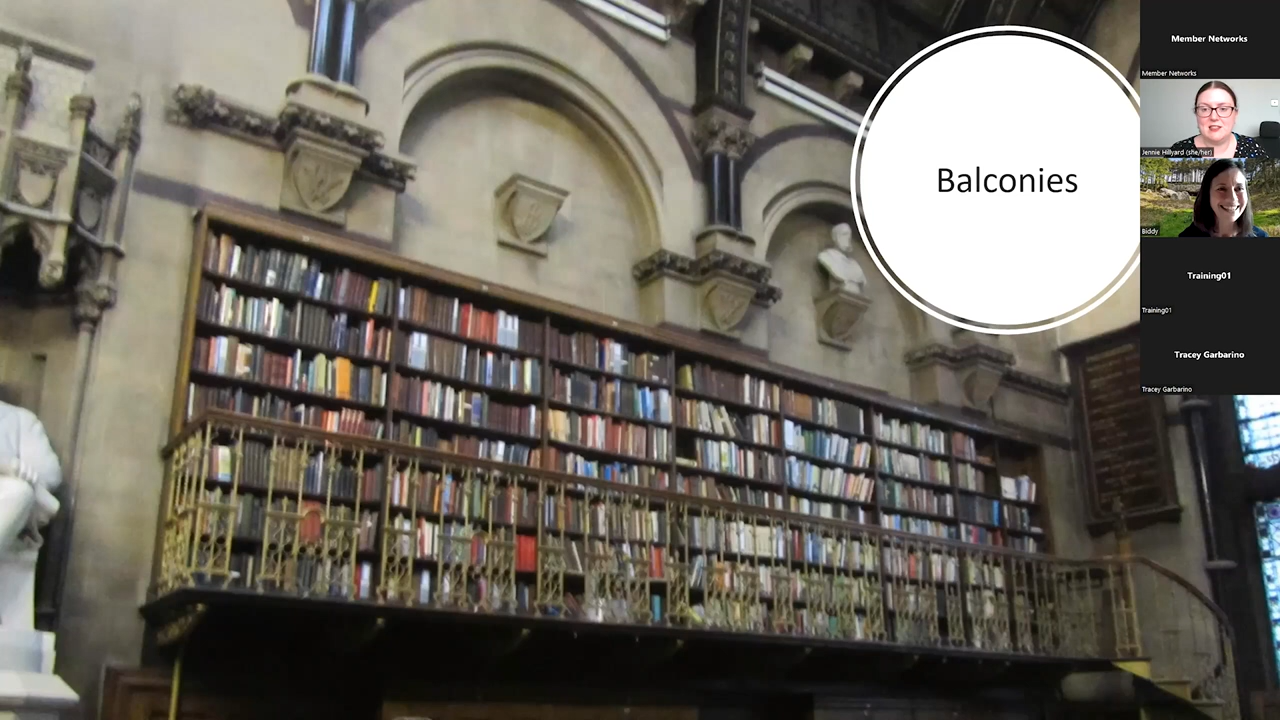 Balconies
Member Networks
Member Networks
Jennie Hillyard (she/her)
Biddy
Training01
Training01
Tracey Garbarino
Tracey Garbarino